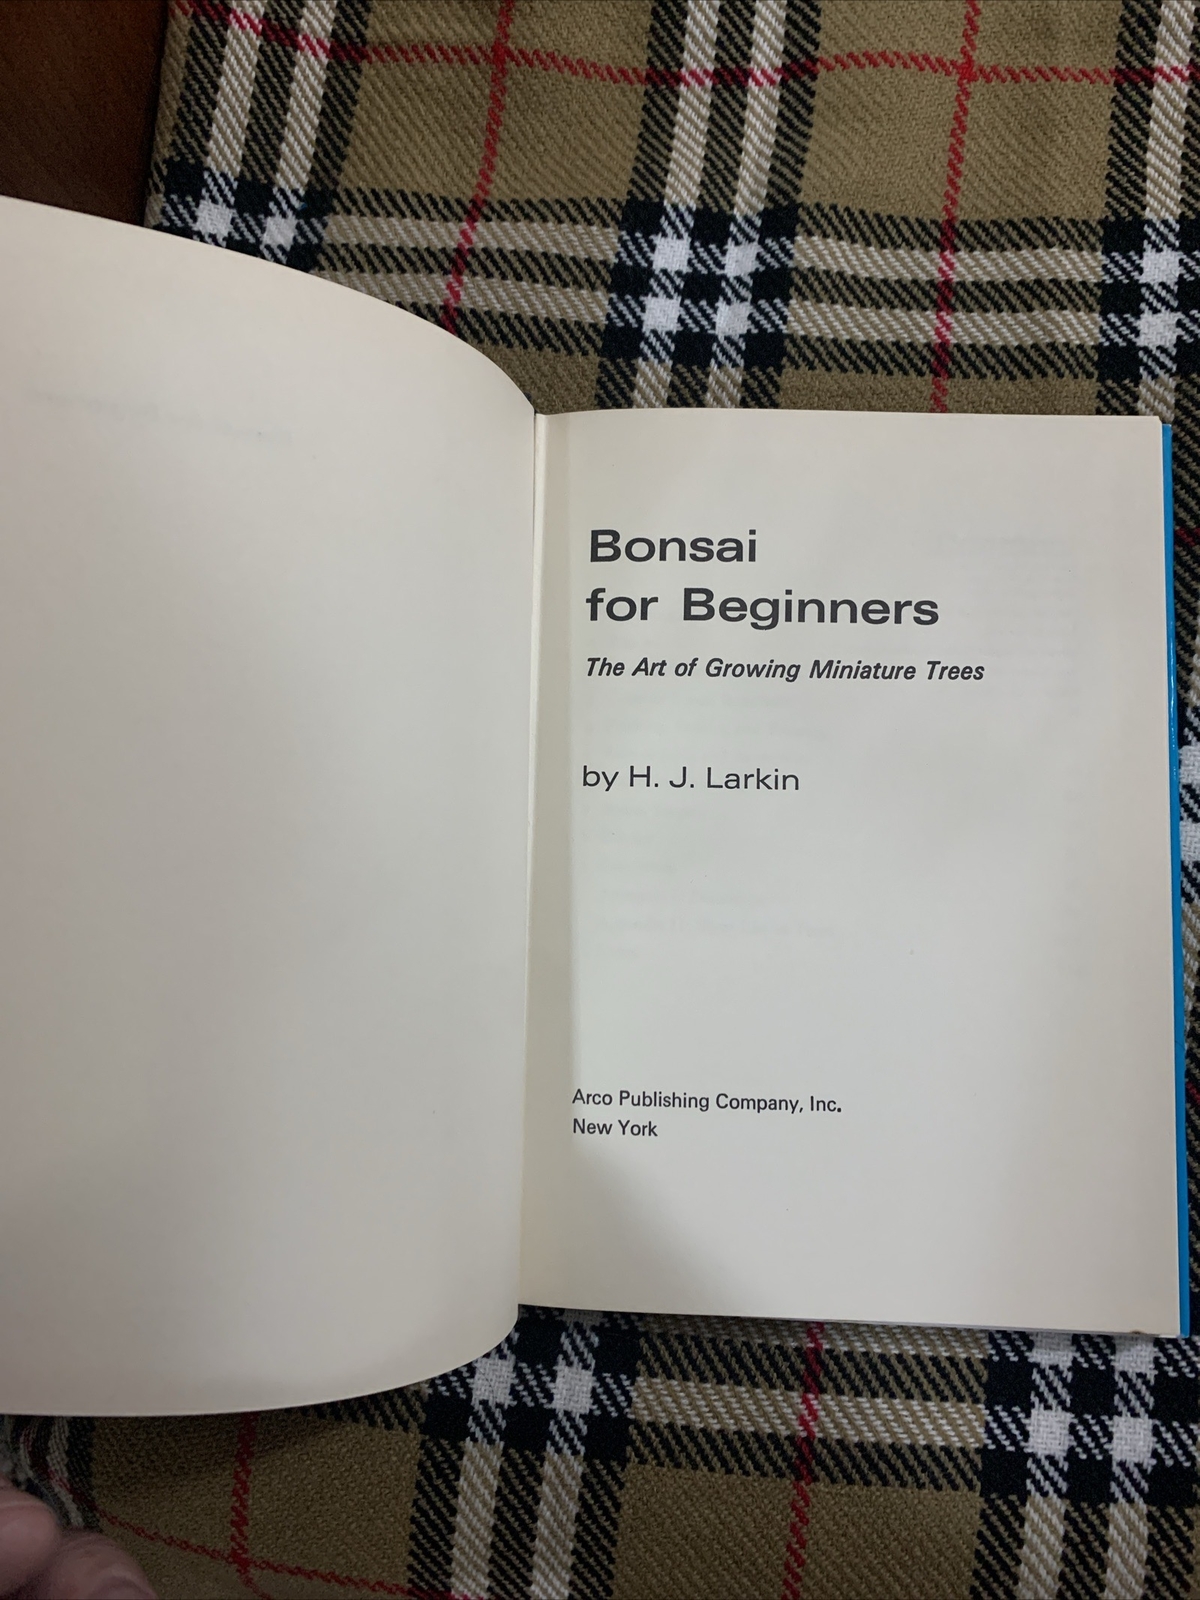 Bonsai
for Beginners
The Art of Growing Miniature Trees
by H. J. Larkin
Arco Publishing Company, Inc.
New York